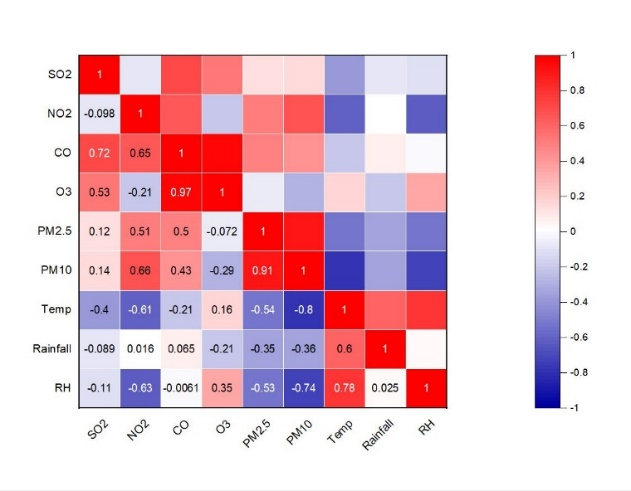 SO2 1
NO2 -0.098 1
CO 0.72 0.65 1
O3 0.53 -0.21 0.97 1
PM2.5 0.12 0.51 0.5 -0.072 1
PM10 0.14 0.66 0.43 -0.29 0.91 1
Temp -0.4 -0.61 -0.21 0.16 -0.54 -0.8 1
Rainfall -0.089 0.016 0.065 -0.21 -0.35 -0.36 0.6 1
RH -0.11 -0.63 -0.0061 0.35 -0.53 -0.74 0.78 0.025 1
SO2 NO2 CO O3 PM2.5 PM10 Temp Rainfall RH
1
0.8
0.6
0.4
0.2
0
-0.2
-0.4
-0.6
-0.8
-1